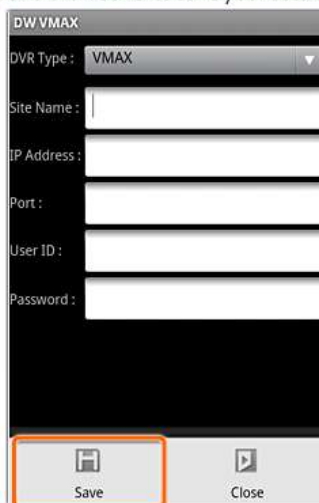 DW VMAX
DVR Type : VMAX
Site Name :
IP Address :
Port :
User ID :
Password :
Save Close